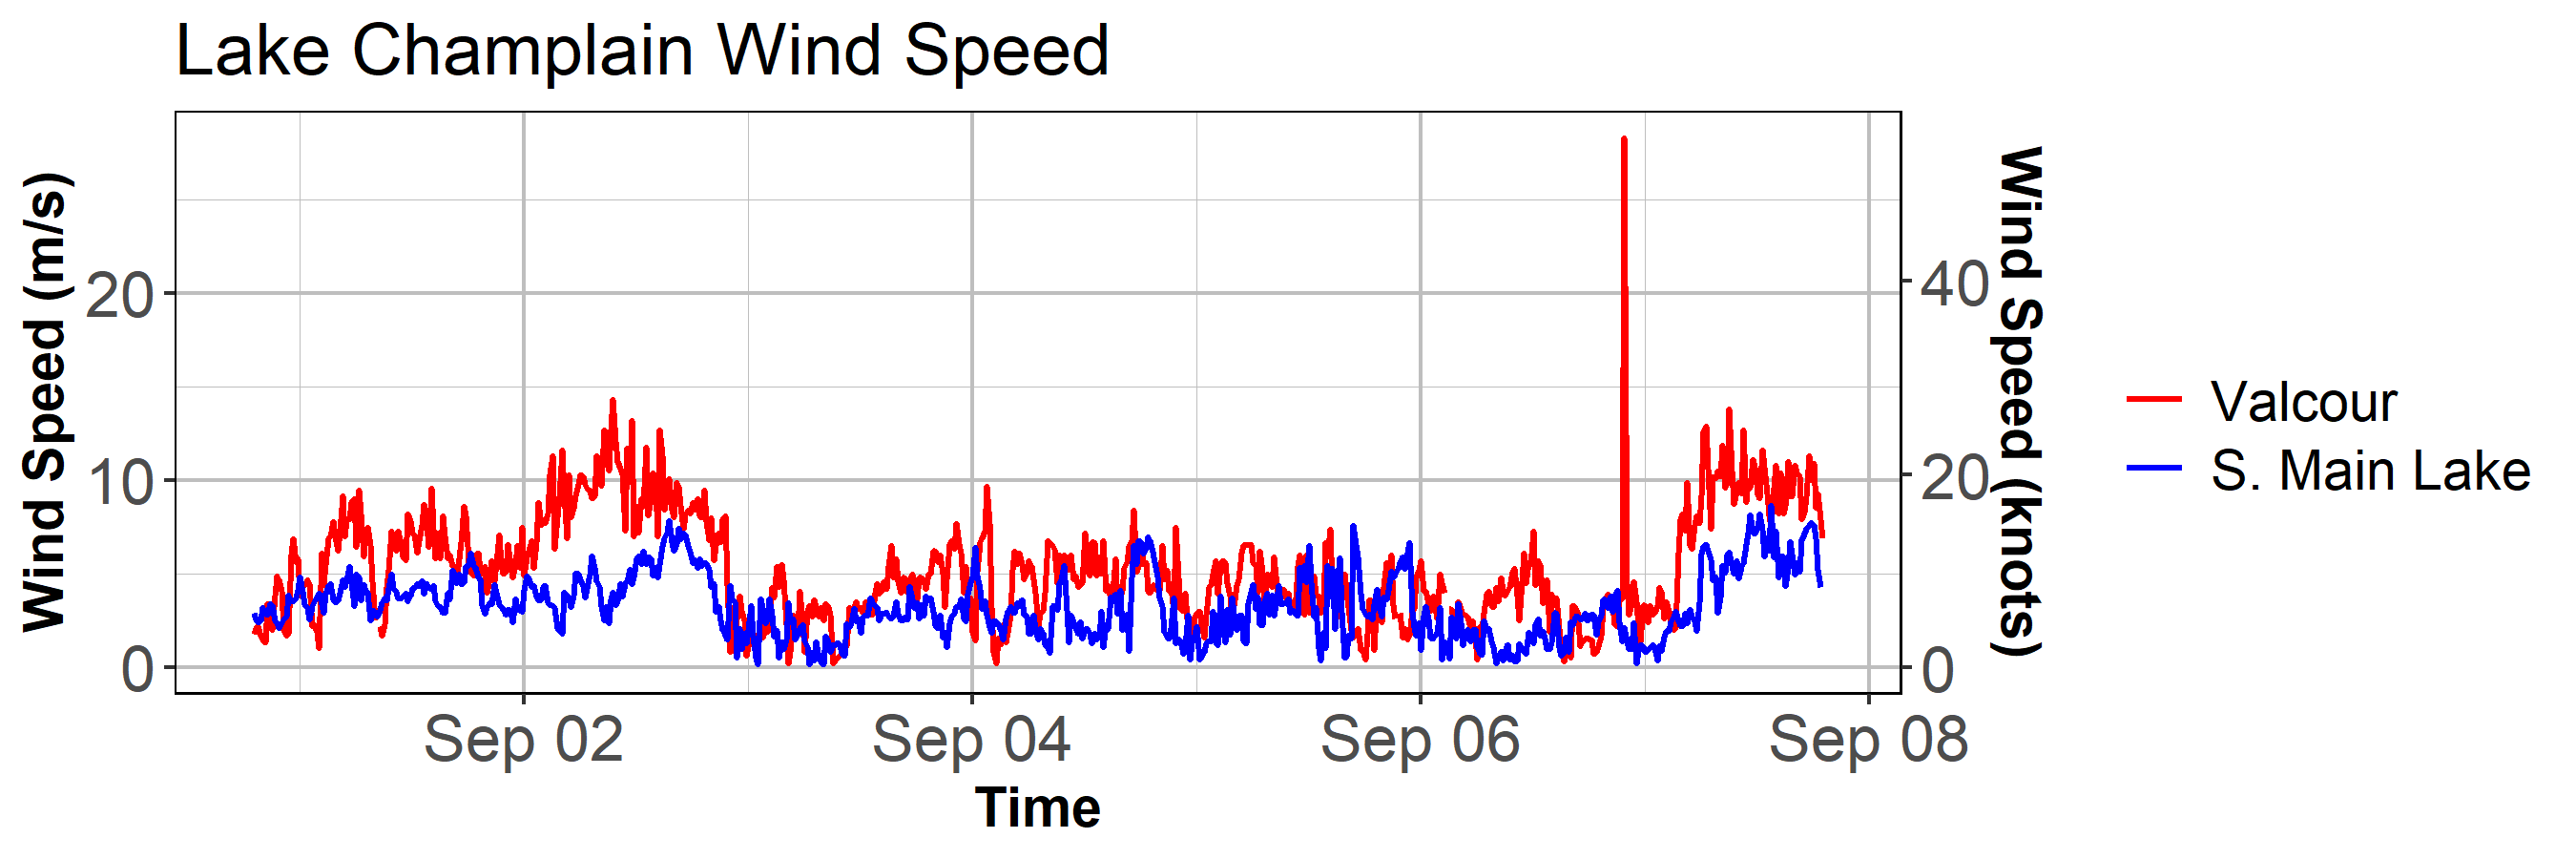 Lake Champlain Wind Speed
Wind Speed (m/s)
20
10
0
40
20
0
Wind Speed (knots)
Sep 02
Sep 04
Sep 06
Sep 08
Time
Valcour
S. Main Lake